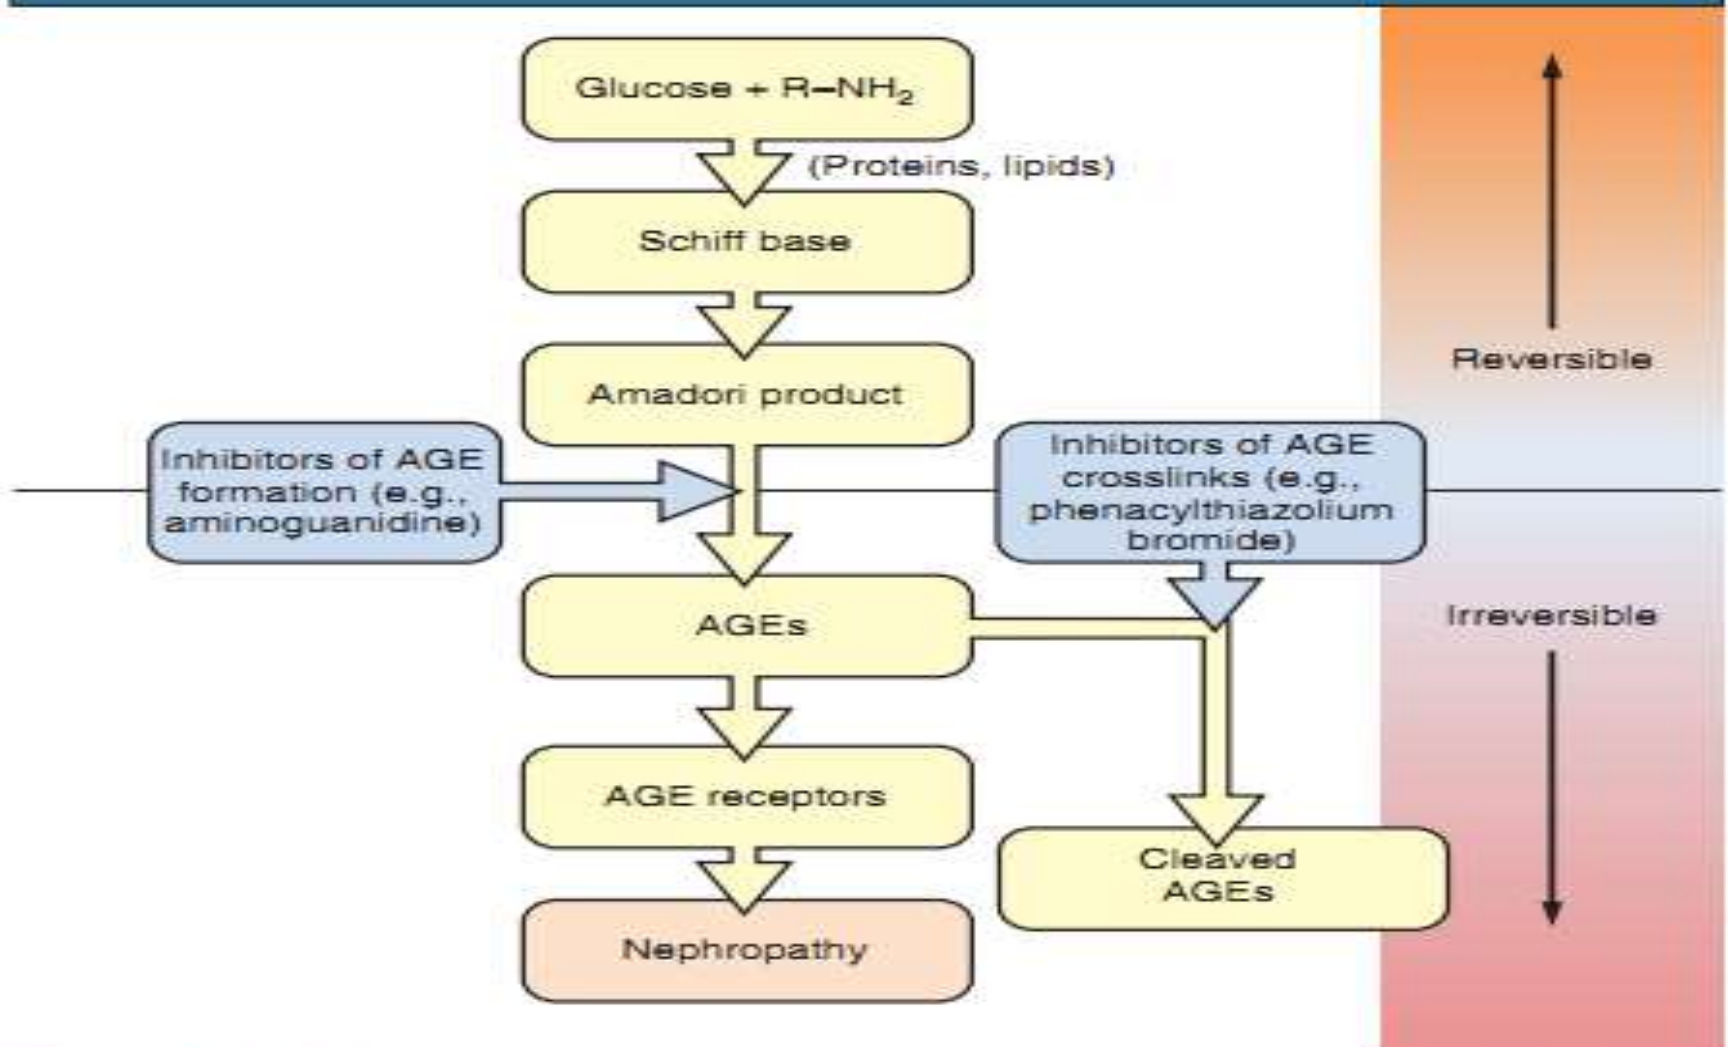 Glucose + R–NH₂
(Proteins, lipids)
Schiff base
Amadori product
Reversible
Inhibitors of AGE
formation (e.g.,
aminoguanidine)
Inhibitors of AGE
crosslinks (e.g.,
phenacylthiazolium
bromide)
AGEs
Irreversible
AGE receptors
Cleaved
AGEs
Nephropathy